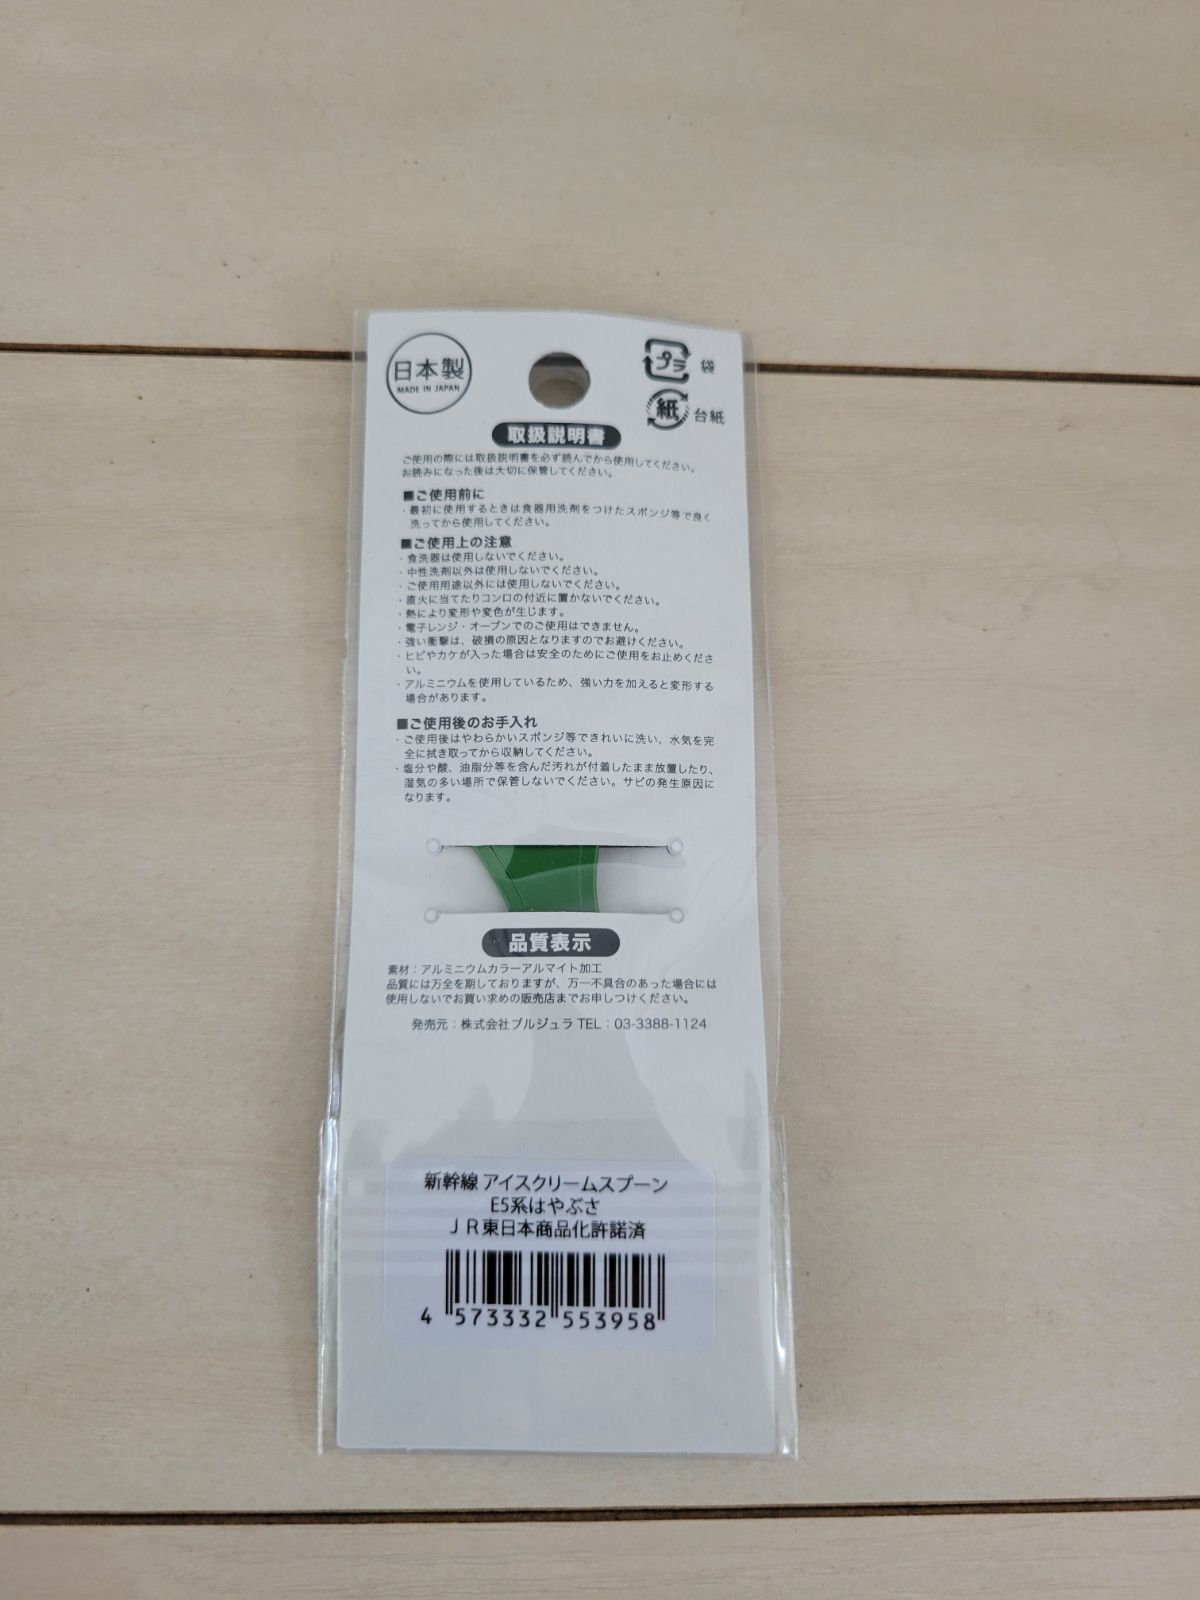 日本製
MADE IN JAPAN
プラ 袋
紙 台紙
取扱説明書
ご使用の際には取扱説明書を必ず読んでから使用してください。
お読みになった後は大切に保管してください。
■ご使用前に
・最初に使用するときは食器用洗剤をつけたスポンジ等で良く
洗ってから使用してください。
■ご使用上の注意
・食洗器は使用しないでください。
・中性洗剤以外は使用しないでください。
・ご使用用途以外には使用しないでください。
・直火に当てたりコンロの付近に置かないでください。
・熱により変形や変色が生じます。
・電子レンジ・オーブンでのご使用はできません。
・強い衝撃は、破損の原因となりますのでお避けください。
・ヒビやカケが入った場合は安全のためにご使用をお止めくださ
い。
・アルミニウムを使用しているため、強い力を加えると変形する
場合があります。
■ご使用後のお手入れ
・ご使用後はやわらかいスポンジ等できれいに洗い、水気を完
全に拭き取ってから収納してください。
・塩分や酸、油脂分等を含んだ汚れが付着したまま放置したり、
湿気の多い場所で保管しないでください。サビの発生原因に
なります。
品質表示
素材：アルミニウムカラーアルマイト加工
品質には万全を期しておりますが、万一不具合のあった場合には
使用しないでお買い求めの販売店までお申しつけください。
発売元：株式会社プルジュラ TEL：03-3388-1124
新幹線 アイスクリームスプーン
E5系はやぶさ
ＪＲ東日本商品化許諾済
4 573332 553958